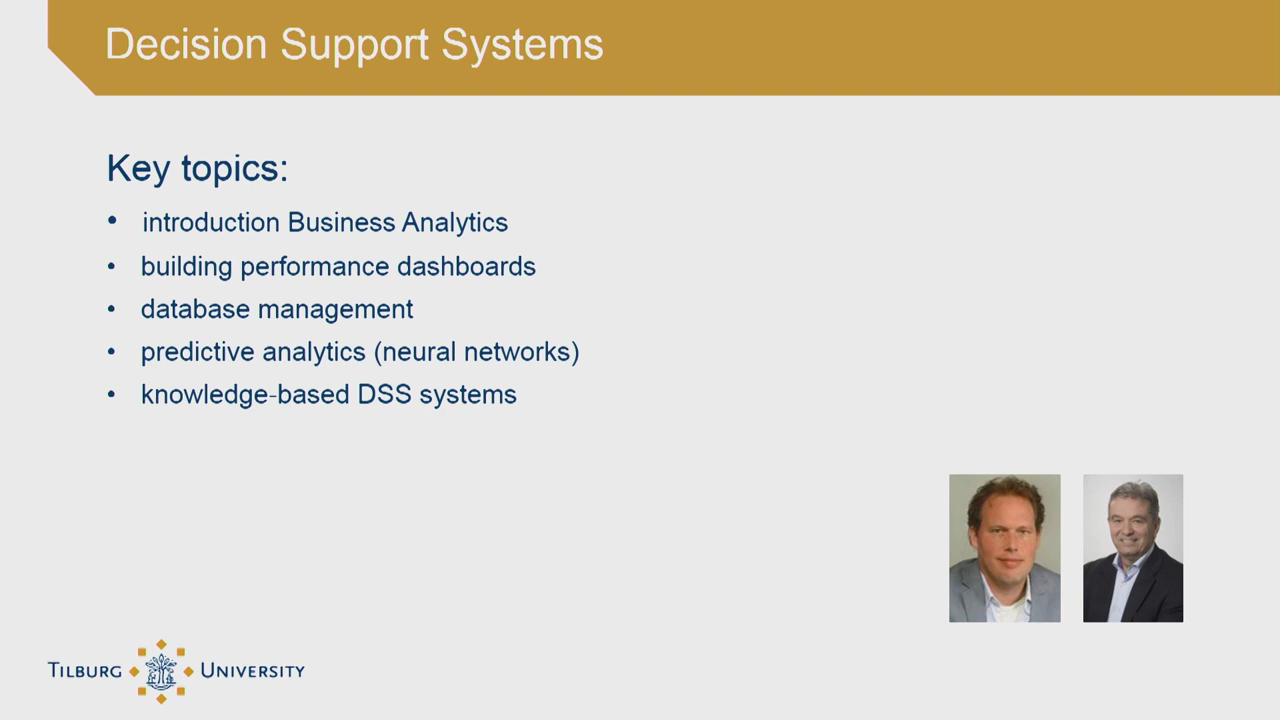 Decision Support Systems
Key topics:
• introduction Business Analytics
• building performance dashboards
• database management
• predictive analytics (neural networks)
• knowledge-based DSS systems
TILBURG UNIVERSITY